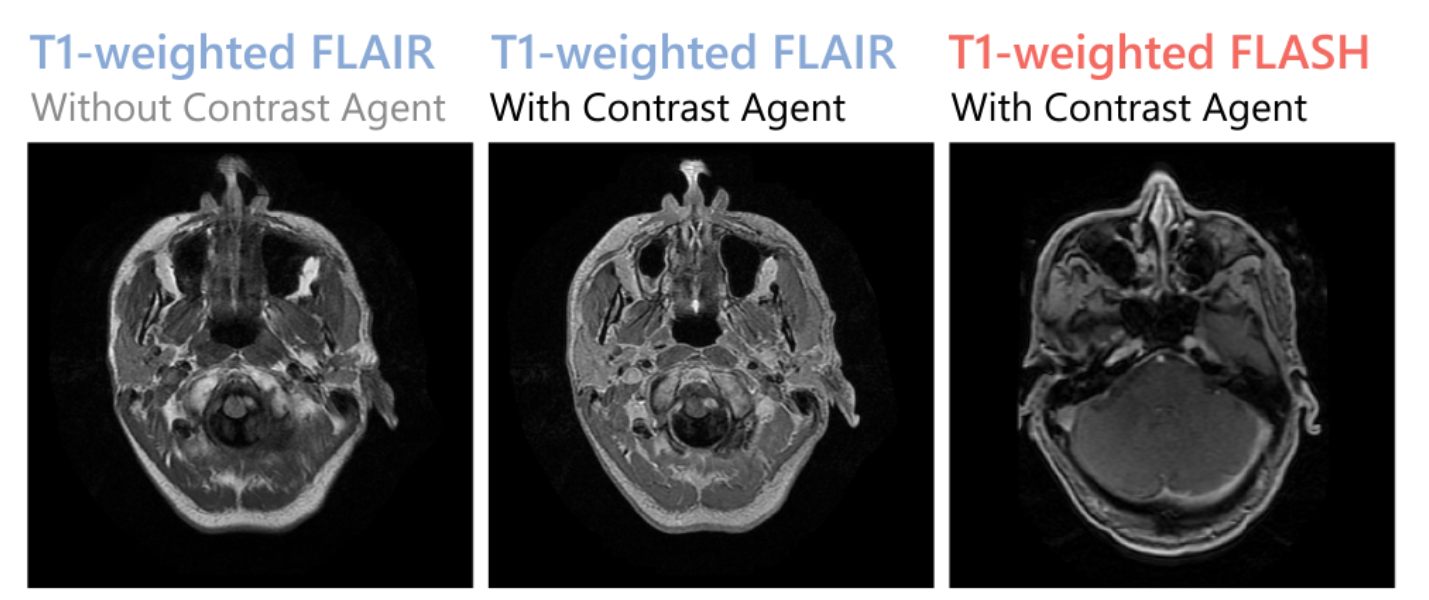 T1-weighted FLAIR
Without Contrast Agent
T1-weighted FLAIR
With Contrast Agent
T1-weighted FLASH
With Contrast Agent